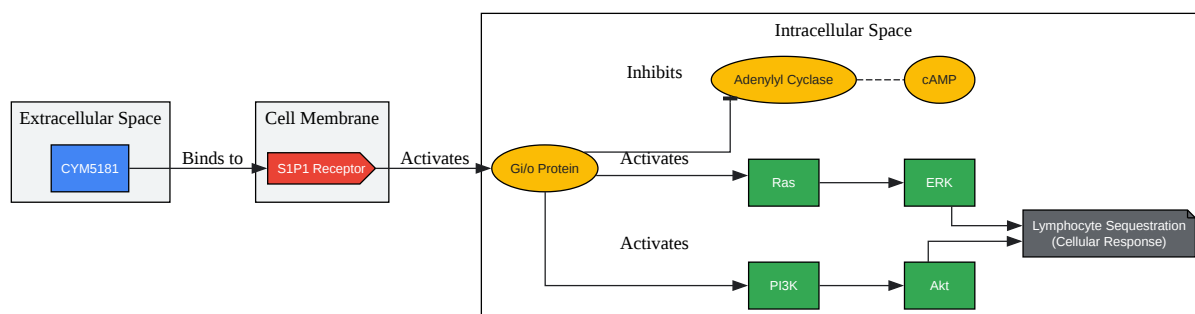 Intracellular Space
Inhibits
Adenylyl Cyclase
cAMP
Extracellular Space
Cell Membrane
CYM5181
Binds to
S1P1 Receptor
Activates
Gi/o Protein
Activates
Ras
ERK
Lymphocyte Sequestration
(Cellular Response)
Activates
PI3K
Akt